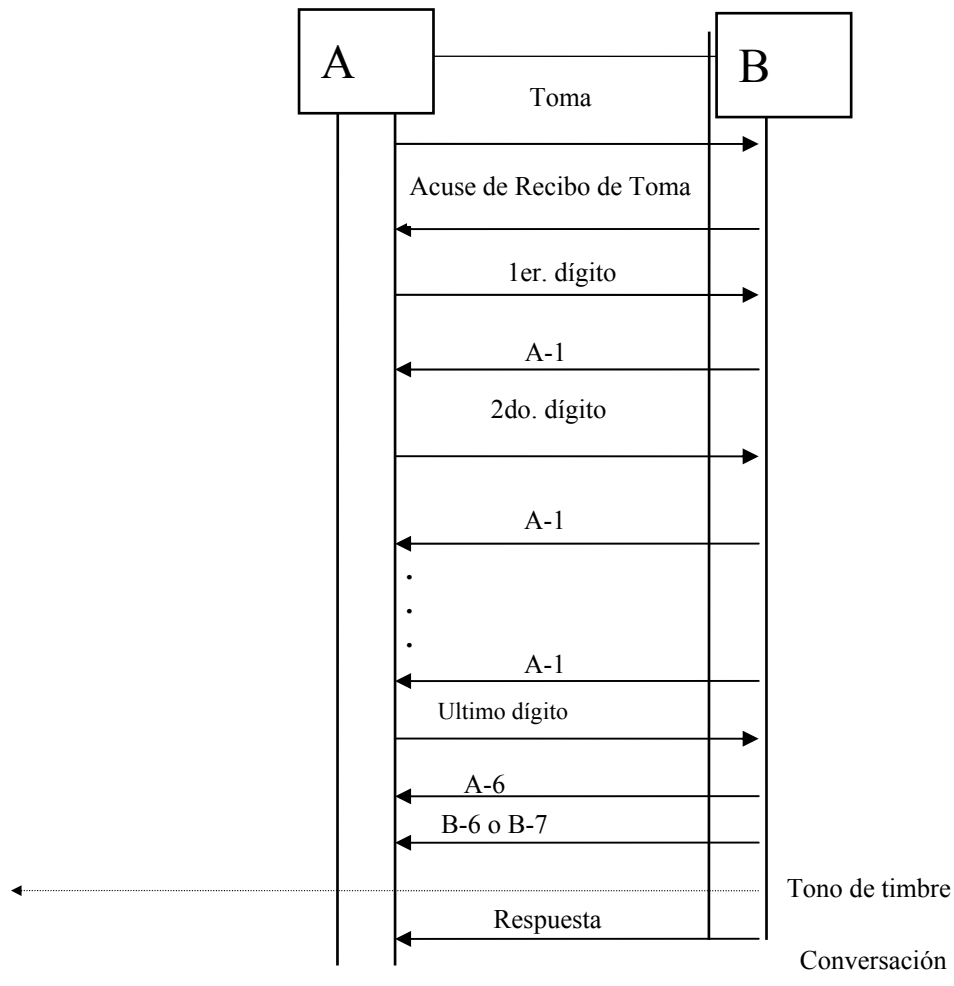 A
B
Toma
Acuse de Recibo de Toma
1er. dígito
A-1
2do. dígito
A-1
.
.
.
A-1
Ultimo dígito
A-6
B-6 o B-7
Tono de timbre
Respuesta
Conversación